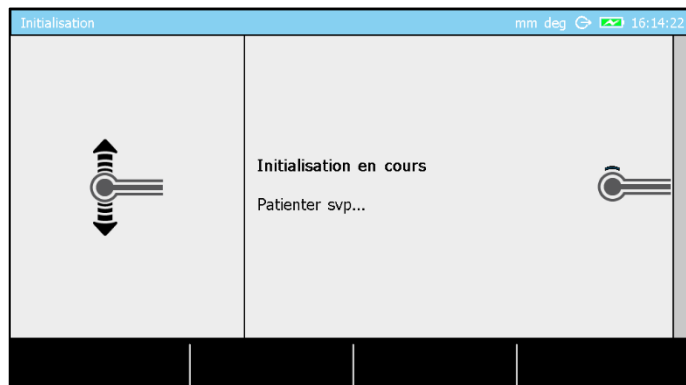 Initialisation
mm deg 16:14:22
Initialisation en cours
Patienter svp...